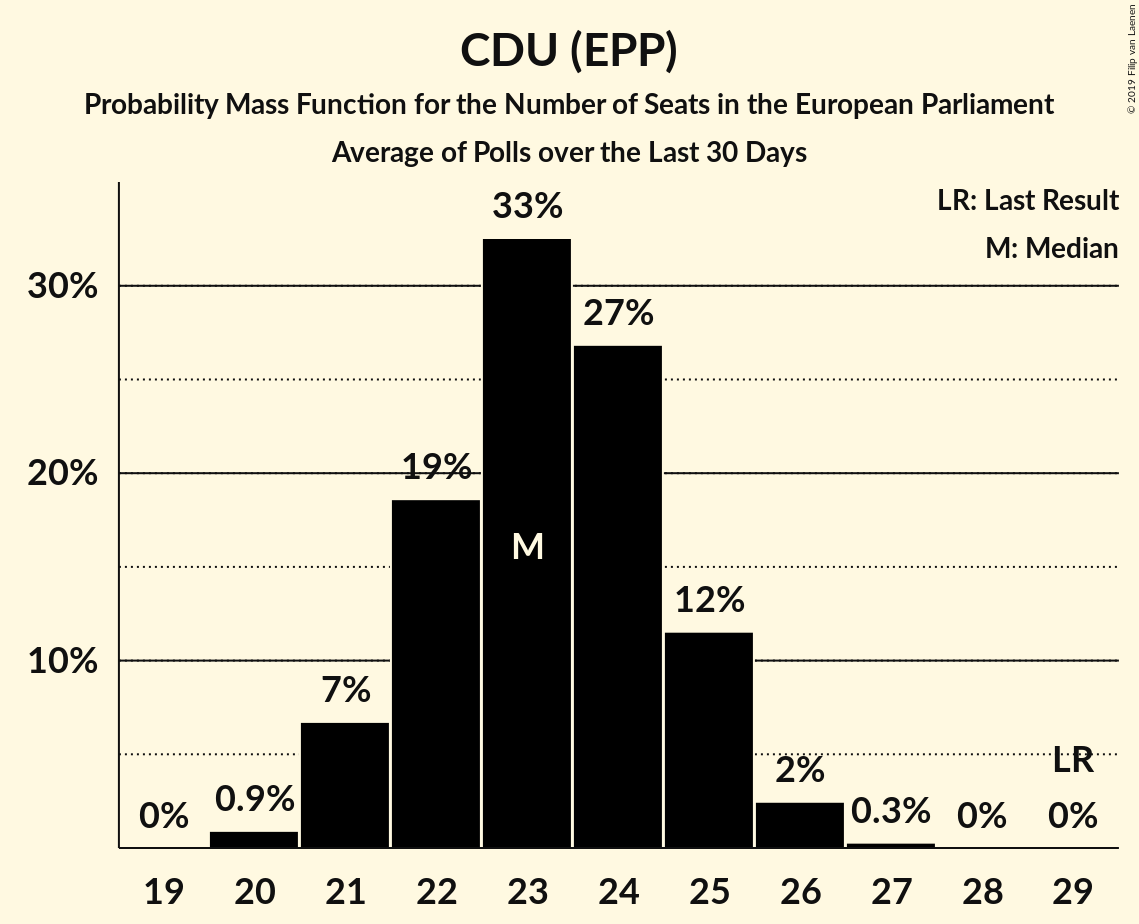 CDU (EPP)
Probability Mass Function for the Number of Seats in the European Parliament
Average of Polls over the Last 30 Days
© 2019 Filip van Laenen
LR: Last Result
M: Median
33%
30%
27%
20%
19%
M
12%
10%
7%
LR
2%
0%
0.9%
0.3%
0%
0%
19 20 21 22 23 24 25 26 27 28 29